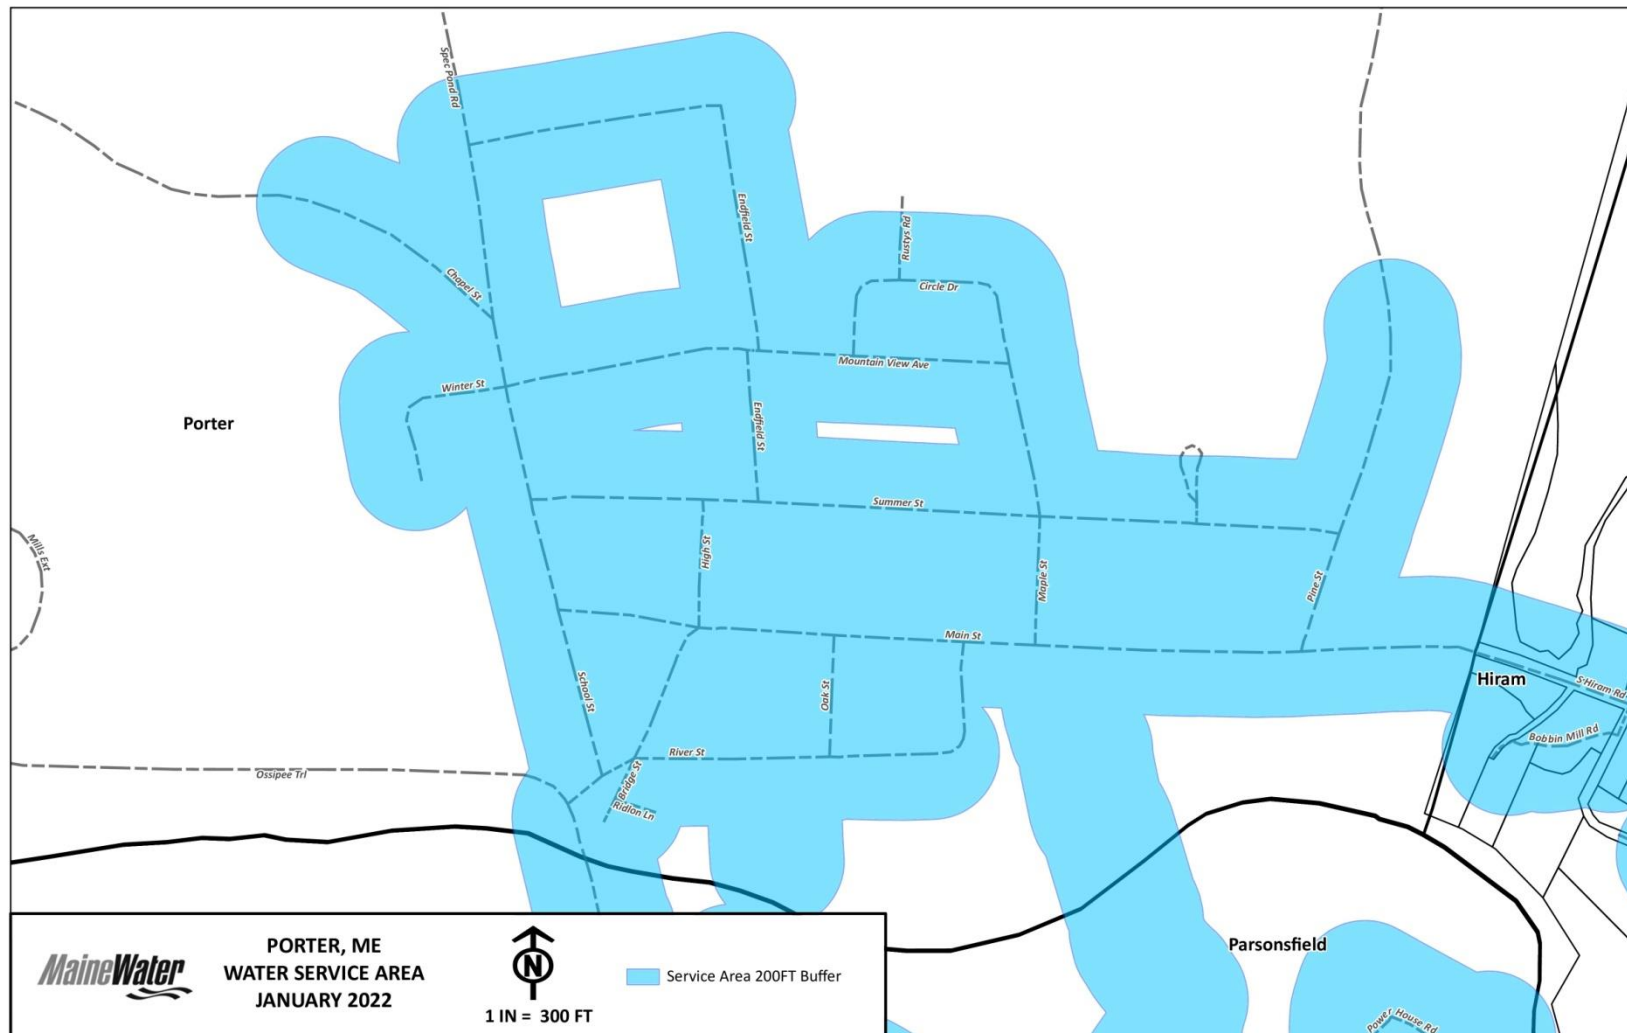 Spec Pond Rd
Endfield St
Rustys Rd
Chapel St
Circle Dr
Mountain View Ave
Winter St
Endfield St
Porter
Summer St
High St
Maple St
Mills Ext
Pine St
Main St
School St
Oak St
Hiram
S Hiram Rd
Bobbin Mill Rd
River St
Ossipee Trl
Bridge St
Ridlon Ln
Parsonsfield
Power House Rd
MaineWater
PORTER, ME
WATER SERVICE AREA
JANUARY 2022
N
1 IN = 300 FT
Service Area 200FT Buffer